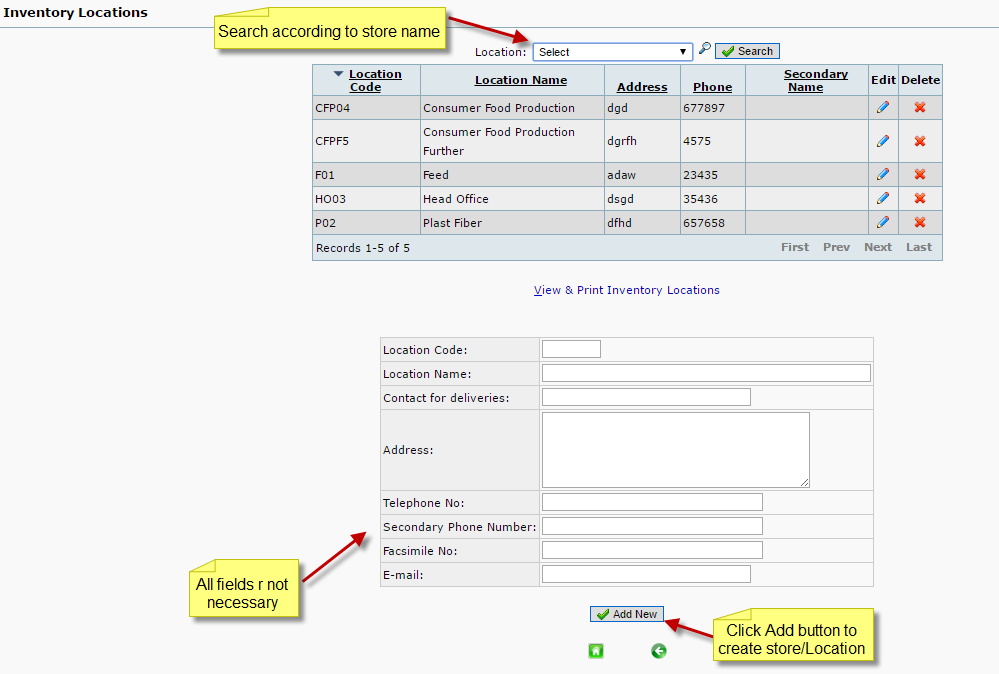 Inventory Locations
Search according to store name
Location: Select Search
Location Code Location Name Address Phone Secondary Name Edit Delete
CFP04 Consumer Food Production dgd 677897
CFPF5 Consumer Food Production Further dgrfh 4575
F01 Feed adaw 23435
HO03 Head Office dsgd 35436
P02 Plast Fiber dfhd 657658
Records 1-5 of 5 First Prev Next Last
View & Print Inventory Locations
Location Code:
Location Name:
Contact for deliveries:
Address:
Telephone No:
Secondary Phone Number:
Facsimile No:
E-mail:
All fields r not
necessary
Add New
Click Add button to
create store/Location